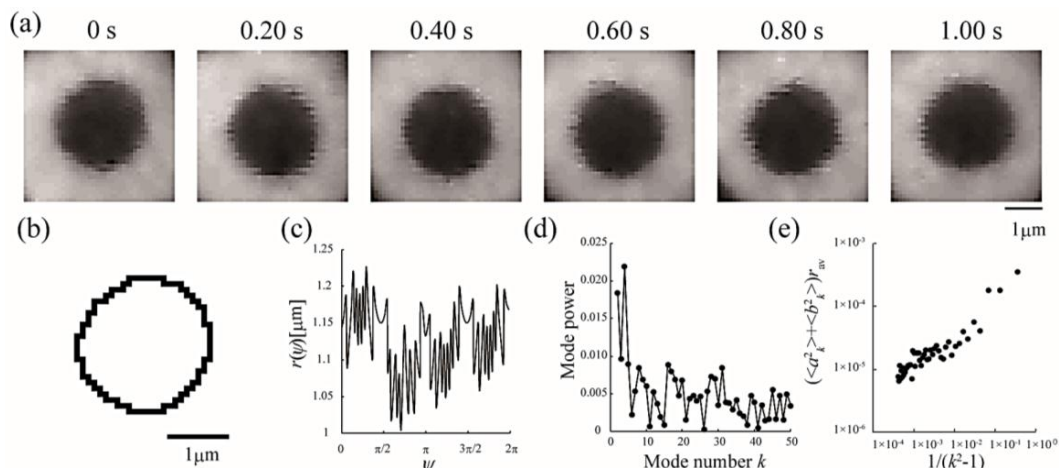 (a)
0 s 0.20 s 0.40 s 0.60 s 0.80 s 1.00 s
1μm
(b) (c) (d) (e)
1μm
r(ψ)[μm]
1.25
1.2
1.15
1.1
1.05
1
0 π/2 π 3π/2 2π
ψ
Mode power
0.025
0.020
0.015
0.010
0.005
0
0 10 20 30 40 50
Mode number k
(<a²ₖ>+<b²ₖ>)rₐᵥ
1×10⁻³
1×10⁻⁴
1×10⁻⁵
1×10⁻⁶
1×10⁻⁴ 1×10⁻³ 1×10⁻² 1×10⁻¹ 1×10⁰
1/(k²-1)